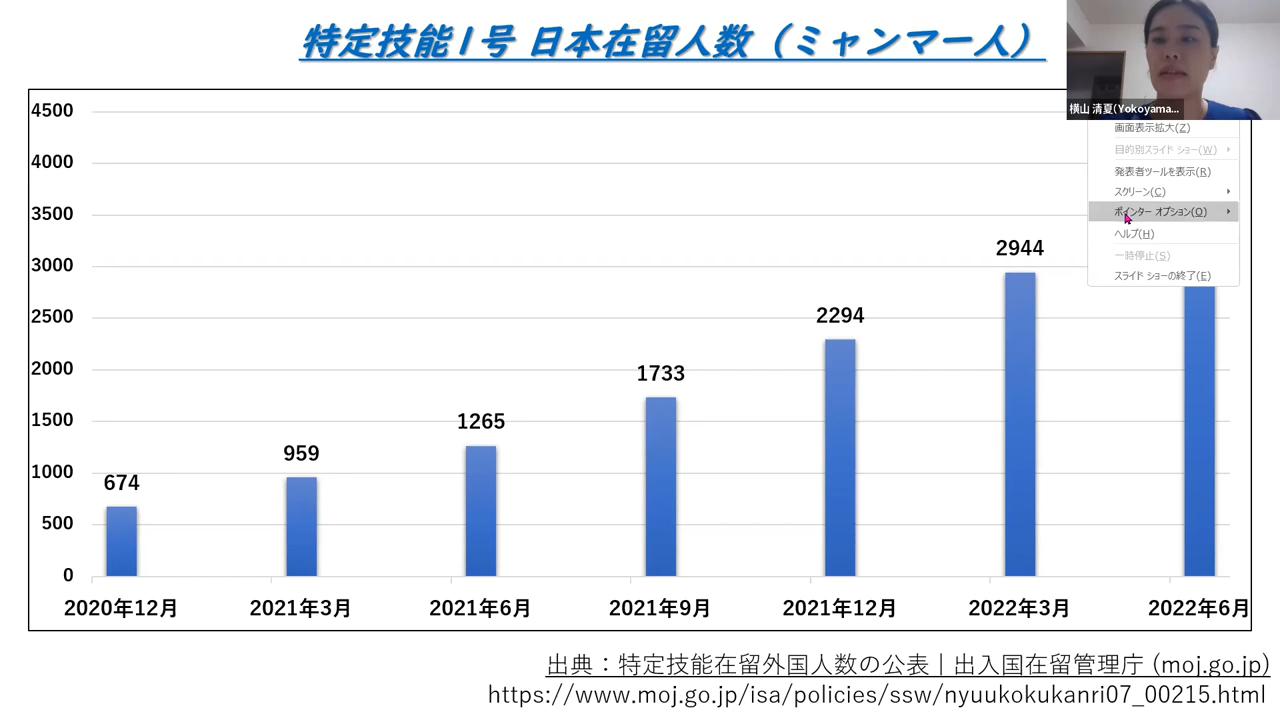 特定技能1号 日本在留人数（ミャンマー人）
横山 清夏(Yokoyama...
画面表示拡大(Z)
目的別スライド ショー(W)
発表者ツールを表示(R)
スクリーン(C)
ポインター オプション(O)
ヘルプ(H)
一時停止(S)
スライド ショーの終了(E)
4500
4000
3500
3000
2500
2000
1500
1000
500
0
674
959
1265
1733
2294
2944
2020年12月
2021年3月
2021年6月
2021年9月
2021年12月
2022年3月
2022年6月
出典：特定技能在留外国人数の公表 | 出入国在留管理庁 (moj.go.jp)
https://www.moj.go.jp/isa/policies/ssw/nyuukokukanri07_00215.html